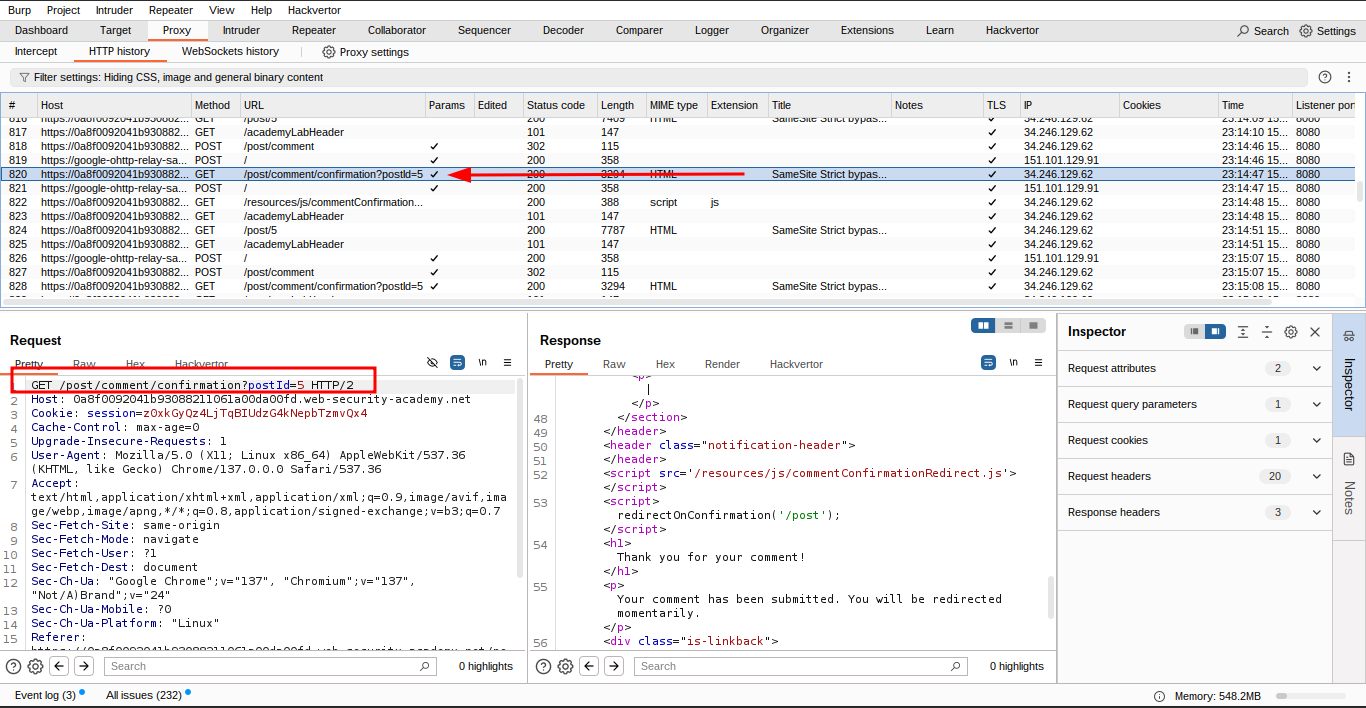 Burp Project Intruder Repeater View Help Hackvertor
Dashboard Target Proxy Intruder Repeater Collaborator Sequencer Decoder Comparer Logger Organizer Extensions Learn Hackvertor Search Settings
Intercept HTTP history WebSockets history Proxy settings
Filter settings: Hiding CSS, image and general binary content
# Host Method URL Params Edited Status code Length MIME type Extension Title Notes TLS IP Cookies Time Listener port
816 https://0a8f0092041b930882... GET /post/5 200 7469 HTML SameSite Strict bypas... ✓ 34.246.129.62 23:14:09 15... 8080
817 https://0a8f0092041b930882... GET /academyLabHeader 101 147 ✓ 34.246.129.62 23:14:10 15... 8080
818 https://0a8f0092041b930882... POST /post/comment ✓ 302 115 ✓ 34.246.129.62 23:14:46 15... 8080
819 https://google-ohttp-relay-sa... POST / ✓ 200 358 ✓ 151.101.129.91 23:14:46 15... 8080
820 https://0a8f0092041b930882... GET /post/comment/confirmation?postId=5 ✓ 200 3294 HTML SameSite Strict bypas... ✓ 34.246.129.62 23:14:47 15... 8080
821 https://google-ohttp-relay-sa... POST / ✓ 200 358 ✓ 151.101.129.91 23:14:47 15... 8080
822 https://0a8f0092041b930882... GET /resources/js/commentConfirmation... 200 388 script js ✓ 34.246.129.62 23:14:48 15... 8080
823 https://0a8f0092041b930882... GET /academyLabHeader 101 147 ✓ 34.246.129.62 23:14:48 15... 8080
824 https://0a8f0092041b930882... GET /post/5 200 7787 HTML SameSite Strict bypas... ✓ 34.246.129.62 23:14:51 15... 8080
825 https://0a8f0092041b930882... GET /academyLabHeader 101 147 ✓ 34.246.129.62 23:14:51 15... 8080
826 https://google-ohttp-relay-sa... POST / ✓ 200 358 ✓ 151.101.129.91 23:15:07 15... 8080
827 https://0a8f0092041b930882... POST /post/comment ✓ 302 115 ✓ 34.246.129.62 23:15:07 15... 8080
828 https://0a8f0092041b930882... GET /post/comment/confirmation?postId=5 ✓ 200 3294 HTML SameSite Strict bypas... ✓ 34.246.129.62 23:15:08 15... 8080
Request
Pretty Raw Hex Hackvertor \n
1 GET /post/comment/confirmation?postId=5 HTTP/2
2 Host: 0a8f0092041b93088211061a00da00fd.web-security-academy.net
3 Cookie: session=z0xkGyQz4LjTqBIUdzG4kNepbTzmvQx4
4 Cache-Control: max-age=0
5 Upgrade-Insecure-Requests: 1
6 User-Agent: Mozilla/5.0 (X11; Linux x86_64) AppleWebKit/537.36
(KHTML, like Gecko) Chrome/137.0.0.0 Safari/537.36
7 Accept:
text/html,application/xhtml+xml,application/xml;q=0.9,image/avif,ima
ge/webp,image/apng,*/*;q=0.8,application/signed-exchange;v=b3;q=0.7
8 Sec-Fetch-Site: same-origin
9 Sec-Fetch-Mode: navigate
10 Sec-Fetch-User: ?1
11 Sec-Fetch-Dest: document
12 Sec-Ch-Ua: "Google Chrome";v="137", "Chromium";v="137",
"Not/A)Brand";v="24"
13 Sec-Ch-Ua-Mobile: ?0
14 Sec-Ch-Ua-Platform: "Linux"
15 Referer:
https://0a8f0092041b93088211061a00da00fd.web-security-academy.net/po
Search 0 highlights
Response
Pretty Raw Hex Render Hackvertor \n
<p>
|
</p>
48 </section>
49 </header>
50 <header class="notification-header">
51 </header>
52 <script src='/resources/js/commentConfirmationRedirect.js'>
</script>
53 <script>
redirectOnConfirmation('/post');
</script>
54 <h1>
Thank you for your comment!
</h1>
55 <p>
Your comment has been submitted. You will be redirected
momentarily.
</p>
56 <div class="is-linkback">
Search 0 highlights
Inspector
Request attributes 2
Request query parameters 1
Request cookies 1
Request headers 20
Response headers 3
Inspector
Notes
Event log (3) All issues (232) Memory: 548.2MB